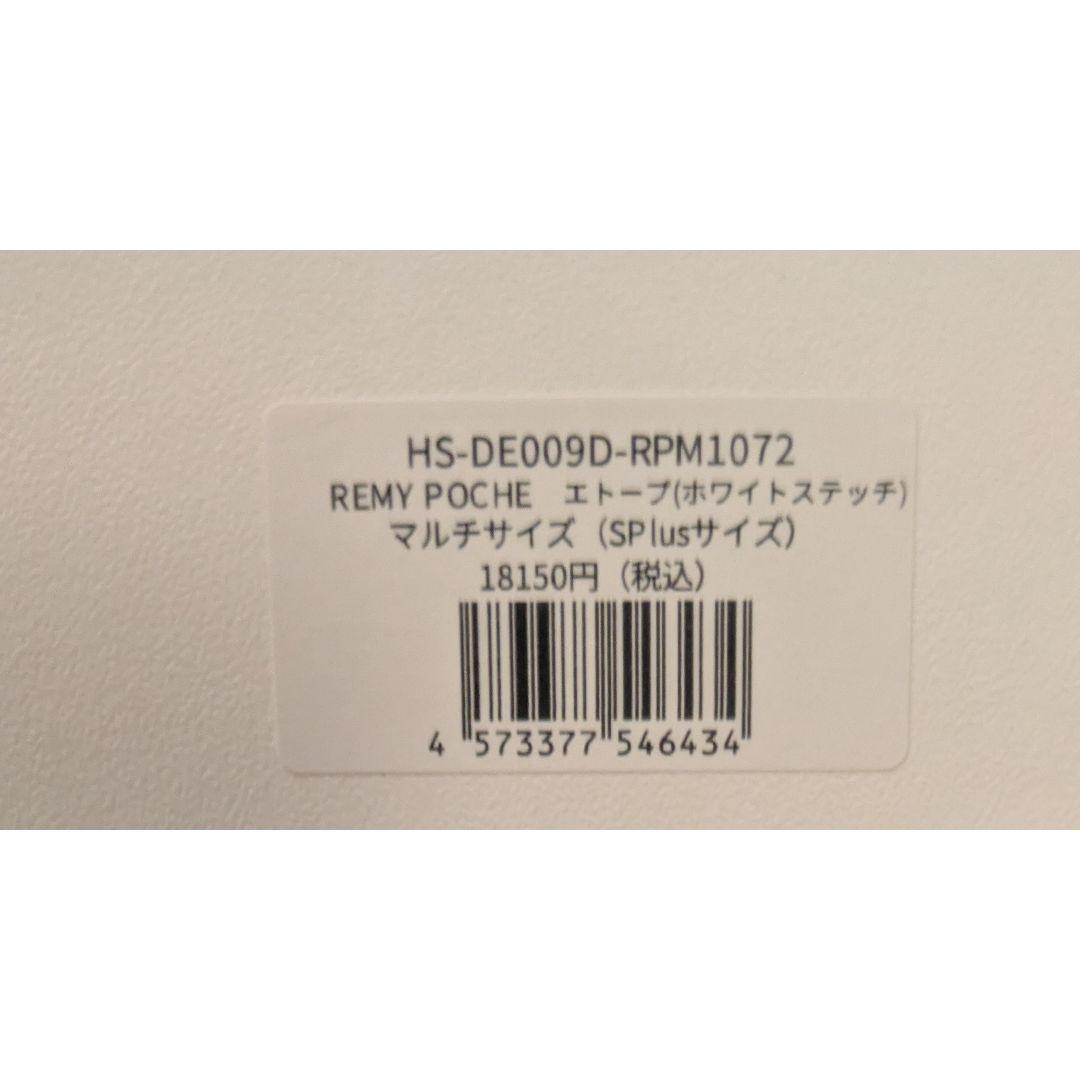 HS-DE009D-RPM1072
REMY POCHE　エトープ(ホワイトステッチ)
マルチサイズ（SPlusサイズ）
18150円（税込）
4 573377 546434